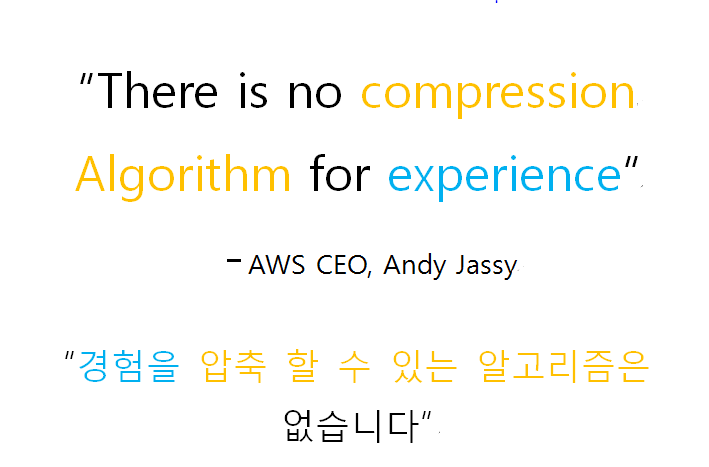 “There is no compression
Algorithm for experience”
- AWS CEO, Andy Jassy
“경험을 압축 할 수 있는 알고리즘은
없습니다”